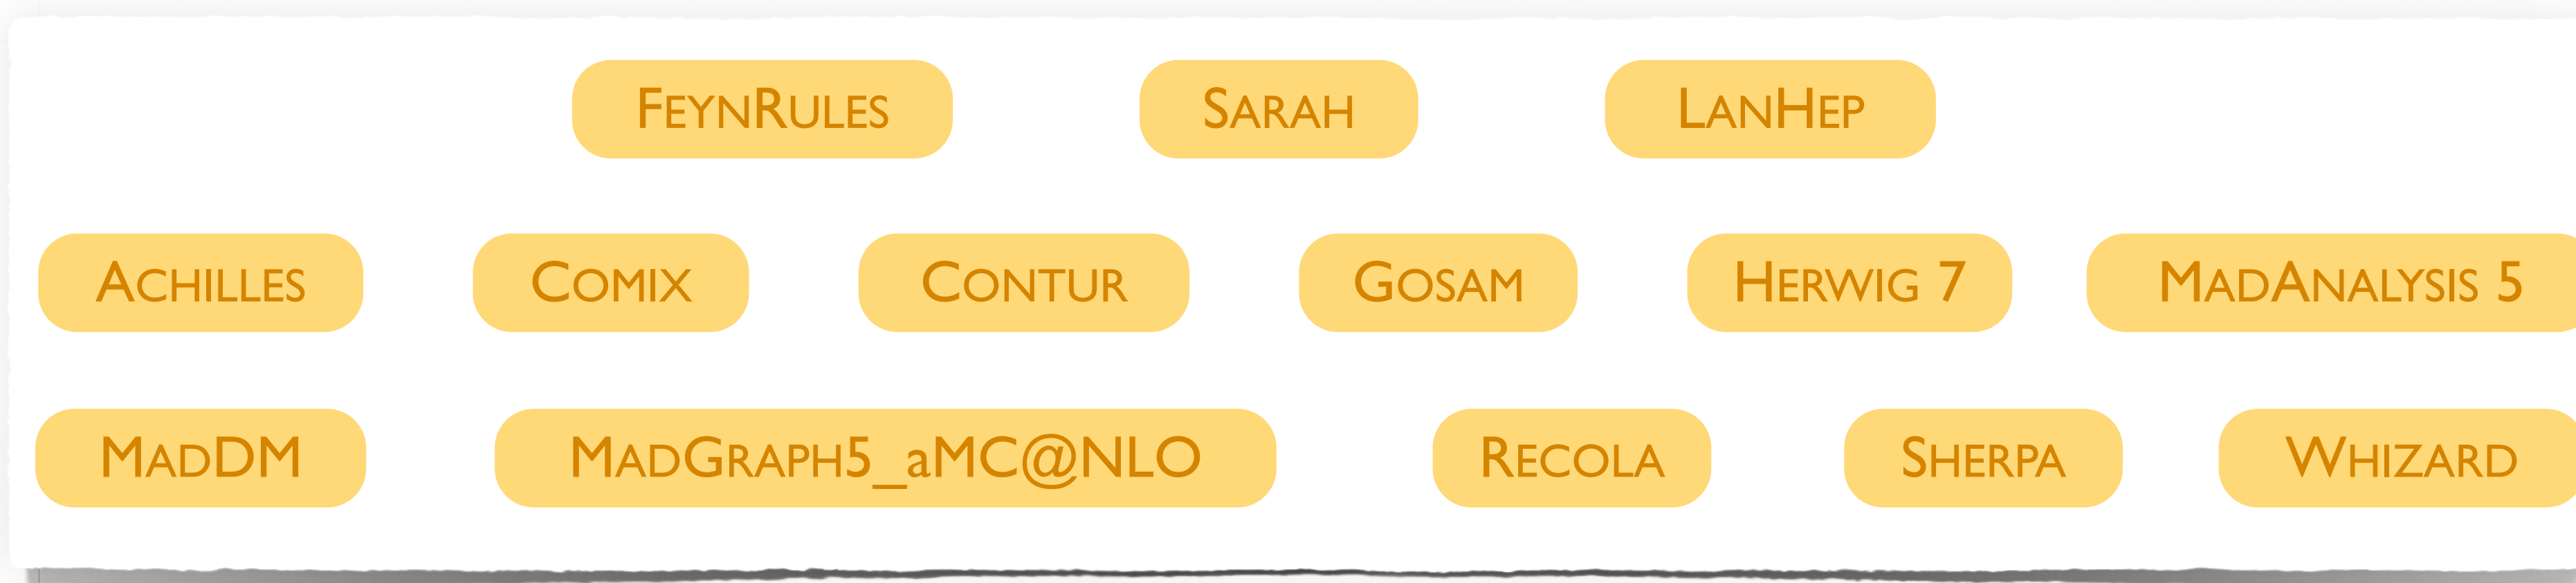 FEYNRULES SARAH LANHEP
ACHILLES COMIX CONTUR GOSAM HERWIG 7 MADANALYSIS 5
MADDM MADGRAPH5_aMC@NLO RECOLA SHERPA WHIZARD